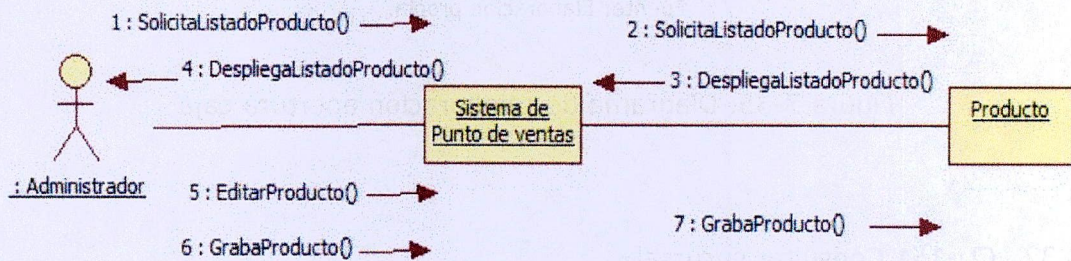 1 : SolicitaListadoProducto()
2 : SolicitaListadoProducto()
4 : DespliegaListadoProducto()
3 : DespliegaListadoProducto()
Sistema de
Punto de ventas
Producto
: Administrador
5 : EditarProducto()
7 : GrabaProducto()
6 : GrabaProducto()